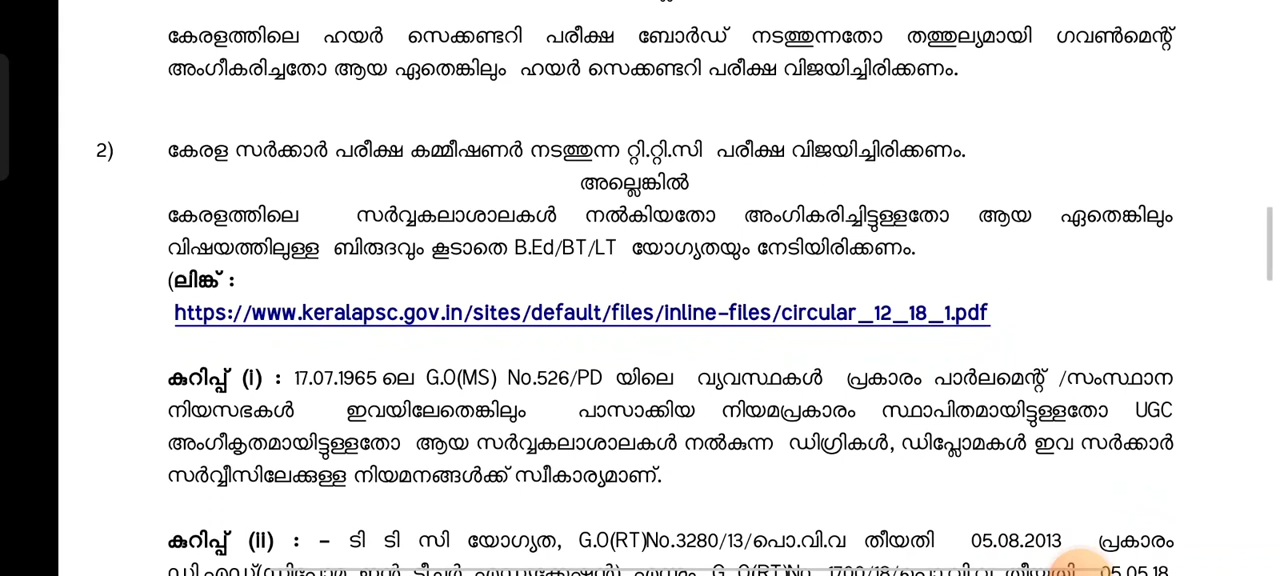 കേരളത്തിലെ ഹയർ സെക്കണ്ടറി പരീക്ഷ ബോർഡ് നടത്തുന്നതോ തത്തുല്യമായി ഗവൺമെന്റ്
അംഗീകരിച്ചതോ ആയ ഏതെങ്കിലും ഹയർ സെക്കണ്ടറി പരീക്ഷ വിജയിച്ചിരിക്കണം.
2) കേരള സർക്കാർ പരീക്ഷ കമ്മീഷണർ നടത്തുന്ന റ്റി.റ്റി.സി പരീക്ഷ വിജയിച്ചിരിക്കണം.
അല്ലെങ്കിൽ
കേരളത്തിലെ സർവ്വകലാശാലകൾ നൽകിയതോ അംഗികരിച്ചിട്ടുള്ളതോ ആയ ഏതെങ്കിലും
വിഷയത്തിലുള്ള ബിരുദവും കൂടാതെ B.Ed/BT/LT യോഗ്യതയും നേടിയിരിക്കണം.
(ലിങ്ക് :
https://www.keralapsc.gov.in/sites/default/files/inline-files/circular_12_18_1.pdf
കുറിപ്പ് (i) : 17.07.1965 ലെ G.O(MS) No.526/PD യിലെ വ്യവസ്ഥകൾ പ്രകാരം പാർലമെന്റ് /സംസ്ഥാന
നിയസഭകൾ ഇവയിലേതെങ്കിലും പാസാക്കിയ നിയമപ്രകാരം സ്ഥാപിതമായിട്ടുള്ളതോ UGC
അംഗീകൃതമായിട്ടുള്ളതോ ആയ സർവ്വകലാശാലകൾ നൽകുന്ന ഡിഗ്രികൾ, ഡിപ്ലോമകൾ ഇവ സർക്കാർ
സർവ്വീസിലേക്കുള്ള നിയമനങ്ങൾക്ക് സ്വീകാര്യമാണ്.
കുറിപ്പ് (ii) : – ടി ടി സി യോഗ്യത, G.O(RT)No.3280/13/പൊ.വി.വ തീയതി 05.08.2013 പ്രകാരം